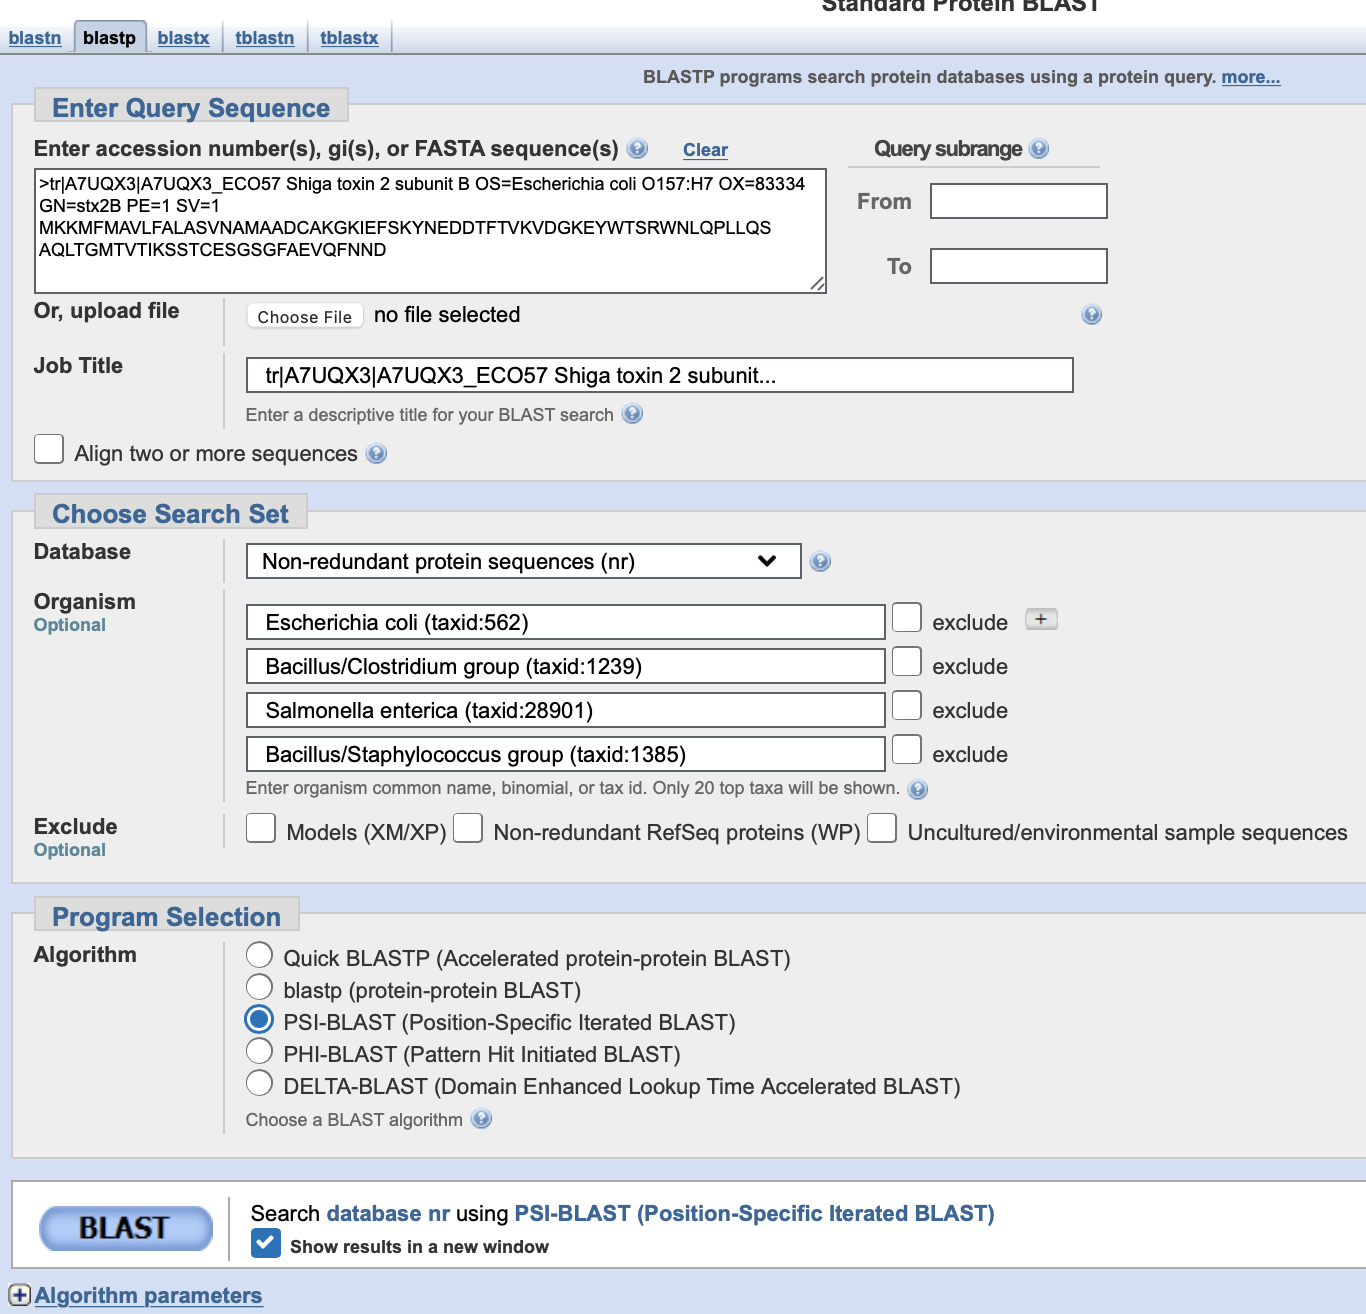 Standard Protein BLAST
blastn blastp blastx tblastn tblastx
BLASTP programs search protein databases using a protein query. more...
Enter Query Sequence
Enter accession number(s), gi(s), or FASTA sequence(s) Clear Query subrange
>tr|A7UQX3|A7UQX3_ECO57 Shiga toxin 2 subunit B OS=Escherichia coli O157:H7 OX=83334
GN=stx2B PE=1 SV=1
MKKMFMAVLFALASVNAMAADCAKGKIEFSKYNEDDTFTVKVDGKEYWTSRWNLQPLLQS
AQLTGMTVTIKSSTCESGSGFAEVQFNND
From
To
Or, upload file Choose File no file selected
Job Title tr|A7UQX3|A7UQX3_ECO57 Shiga toxin 2 subunit...
Enter a descriptive title for your BLAST search
Align two or more sequences
Choose Search Set
Database Non-redundant protein sequences (nr)
Organism
Optional
Escherichia coli (taxid:562) exclude +
Bacillus/Clostridium group (taxid:1239) exclude
Salmonella enterica (taxid:28901) exclude
Bacillus/Staphylococcus group (taxid:1385) exclude
Enter organism common name, binomial, or tax id. Only 20 top taxa will be shown.
Exclude
Optional
Models (XM/XP) Non-redundant RefSeq proteins (WP) Uncultured/environmental sample sequences
Program Selection
Algorithm
Quick BLASTP (Accelerated protein-protein BLAST)
blastp (protein-protein BLAST)
PSI-BLAST (Position-Specific Iterated BLAST)
PHI-BLAST (Pattern Hit Initiated BLAST)
DELTA-BLAST (Domain Enhanced Lookup Time Accelerated BLAST)
Choose a BLAST algorithm
BLAST
Search database nr using PSI-BLAST (Position-Specific Iterated BLAST)
Show results in a new window
Algorithm parameters